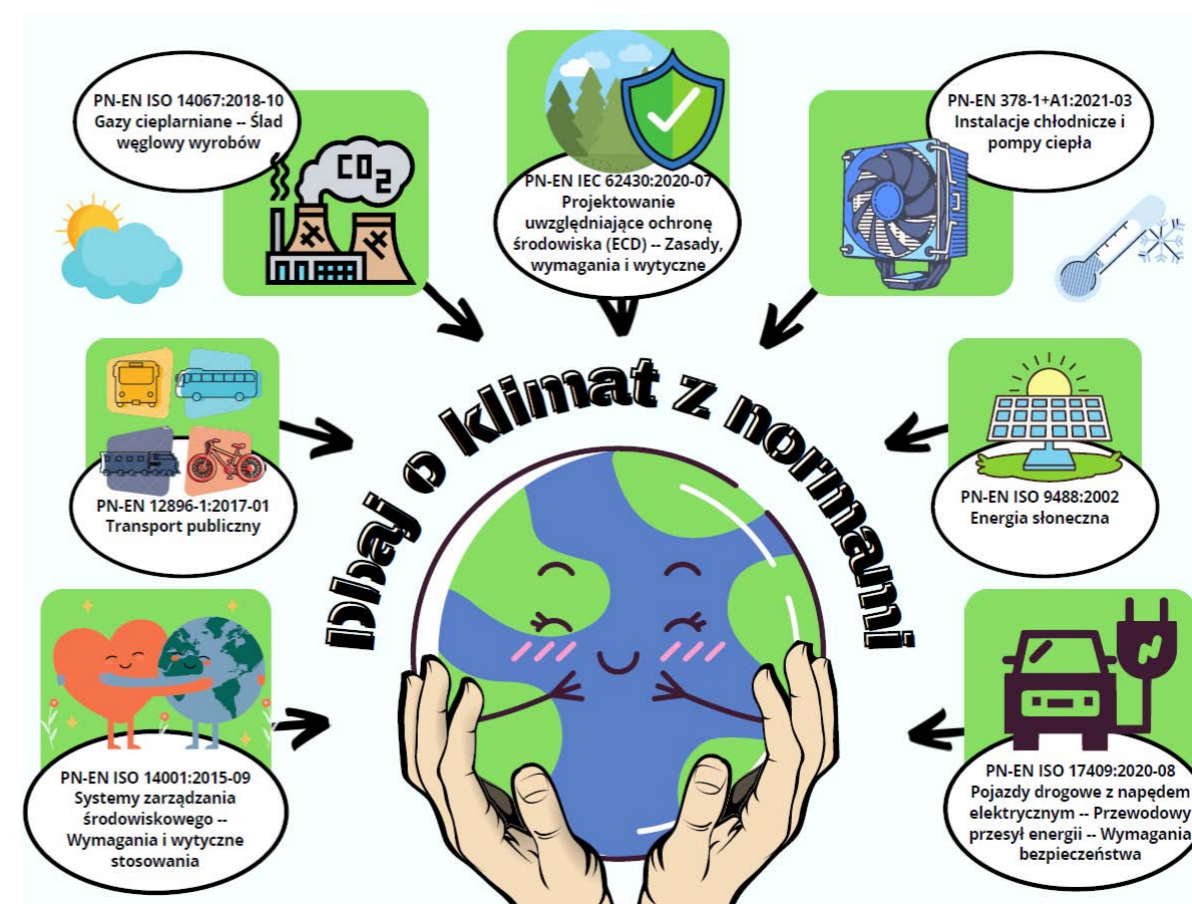 PN-EN ISO 14067:2018-10
Gazy cieplarniane -- Ślad
węglowy wyrobów
CO2
PN-EN IEC 62430:2020-07
Projektowanie
uwzględniające ochronę
środowiska (ECD) -- Zasady,
wymagania i wytyczne
PN-EN 378-1+A1:2021-03
Instalacje chłodnicze i
pompy ciepła
PN-EN 12896-1:2017-01
Transport publiczny
Dbaj o klimat z normami
PN-EN ISO 9488:2002
Energia słoneczna
PN-EN ISO 14001:2015-09
Systemy zarządzania
środowiskowego --
Wymagania i wytyczne
stosowania
PN-EN ISO 17409:2020-08
Pojazdy drogowe z napędem
elektrycznym -- Przewodowy
przesył energii -- Wymagania
bezpieczeństwa